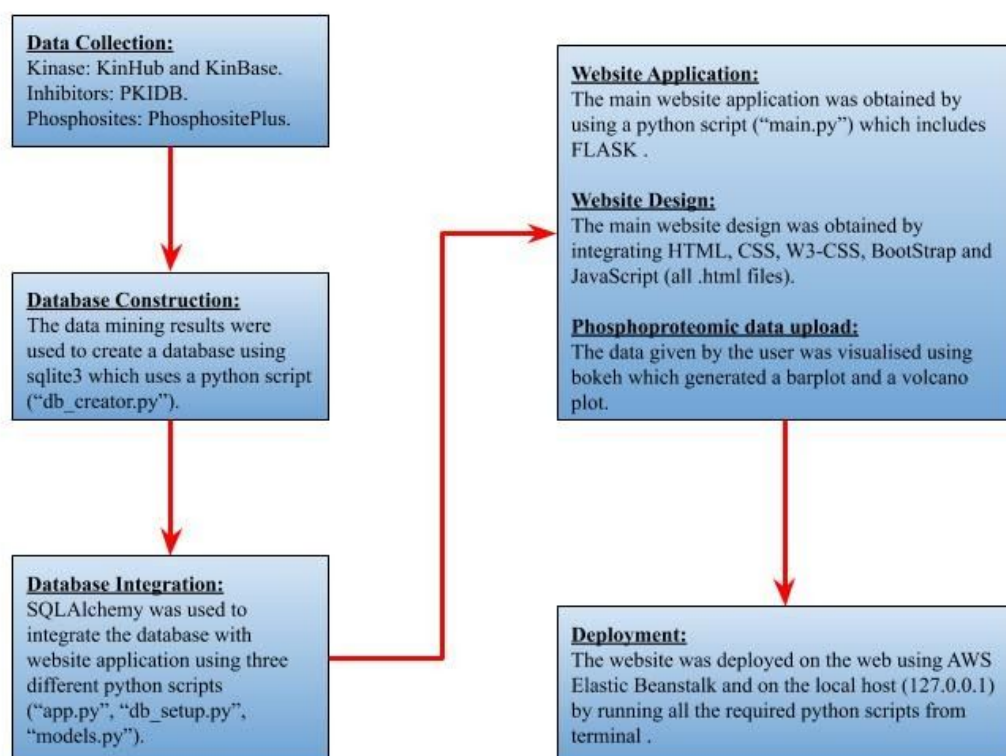 Data Collection:
Kinase: KinHub and KinBase.
Inhibitors: PKIDB.
Phosphosites: PhosphositePlus.
Database Construction:
The data mining results were
used to create a database using
sqlite3 which uses a python script
(“db_creator.py”).
Database Integration:
SQLAlchemy was used to
integrate the database with
website application using three
different python scripts
(“app.py”, “db_setup.py”,
“models.py”).
Website Application:
The main website application was obtained by
using a python script (“main.py”) which includes
FLASK .
Website Design:
The main website design was obtained by
integrating HTML, CSS, W3-CSS, BootStrap and
JavaScript (all .html files).
Phosphoproteomic data upload:
The data given by the user was visualised using
bokeh which generated a barplot and a volcano
plot.
Deployment:
The website was deployed on the web using AWS
Elastic Beanstalk and on the local host (127.0.0.1)
by running all the required python scripts from
terminal .